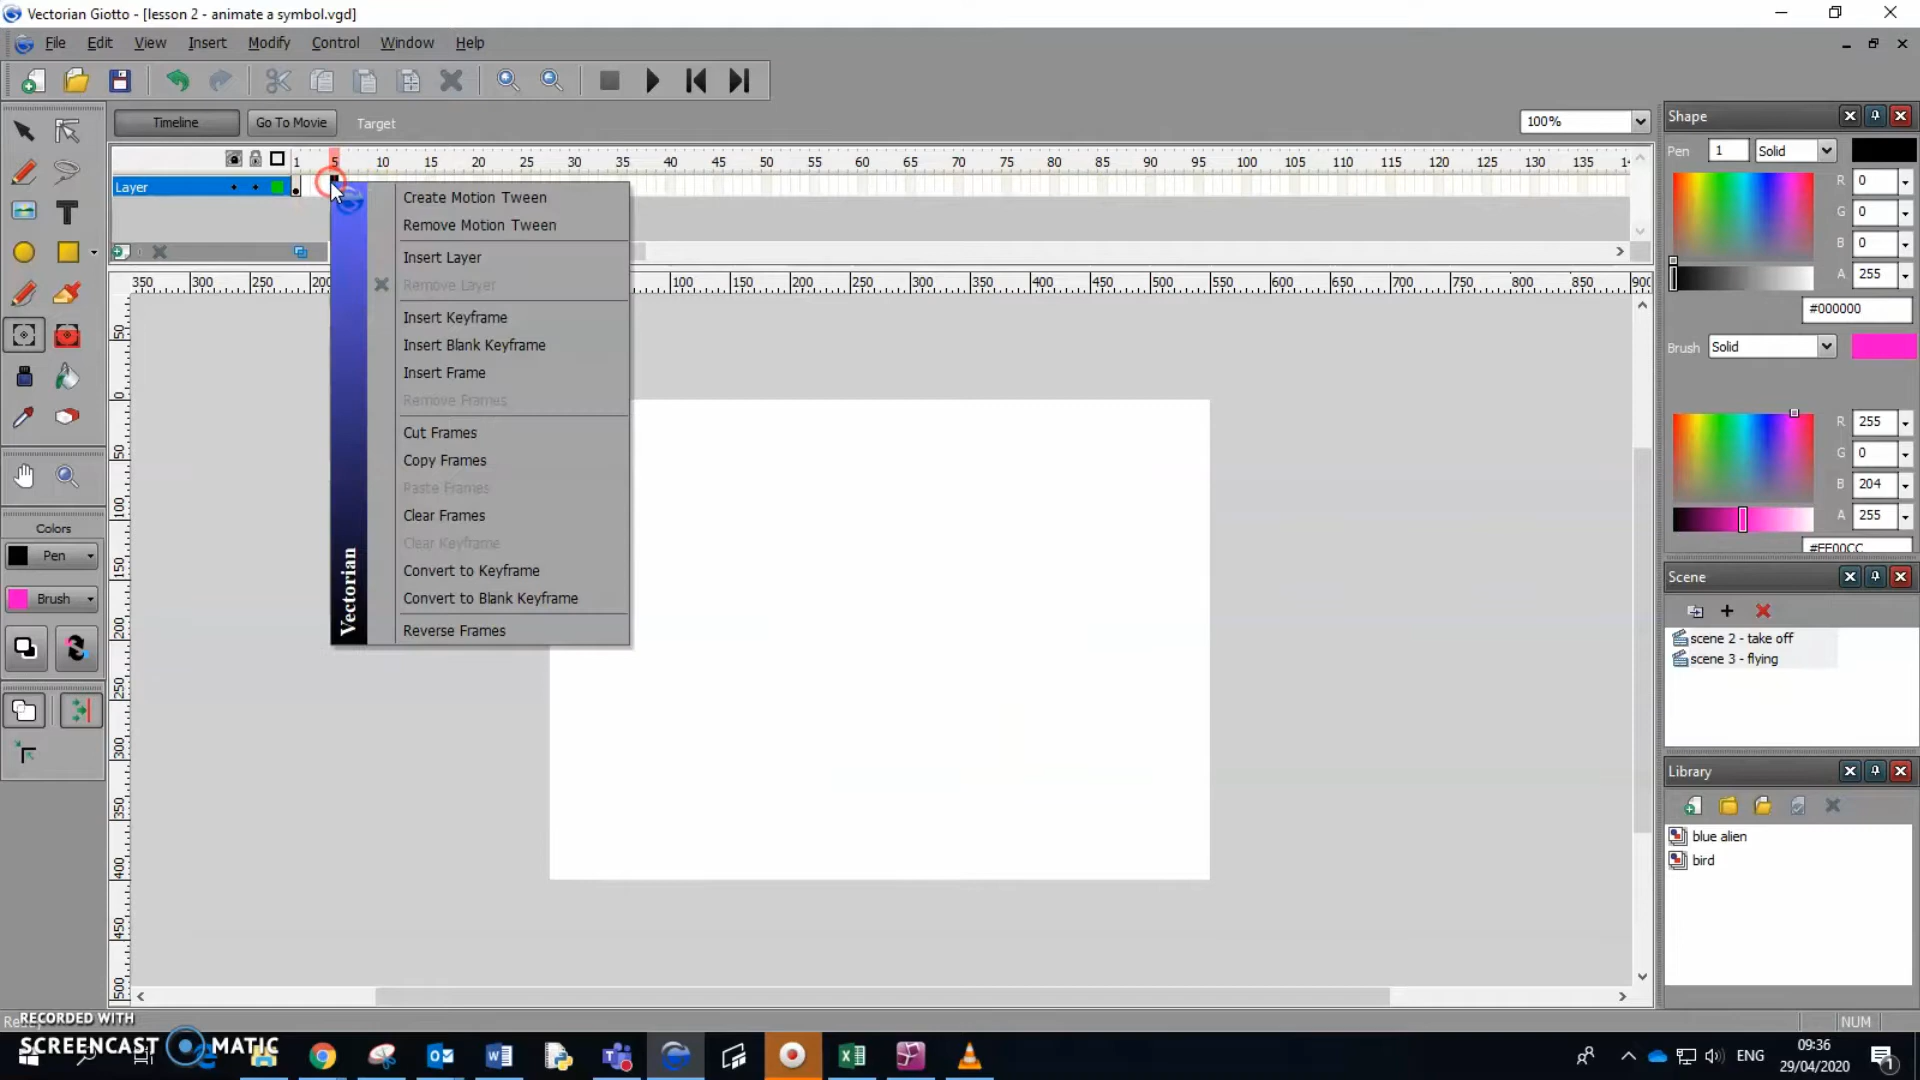 Vectorian Giotto - [lesson 2 - animate a symbol.vgd]
File Edit View Insert Modify Control Window Help
Timeline Go To Movie Target 100%
1 5 10 15 20 25 30 35 40 45 50 55 60 65 70 75 80 85 90 95 100 105 110 115 120 125 130 135
Layer
Create Motion Tween
Remove Motion Tween
Insert Layer
Remove Layer
Insert Keyframe
Insert Blank Keyframe
Insert Frame
Remove Frames
Cut Frames
Copy Frames
Paste Frames
Clear Frames
Clear Keyframe
Convert to Keyframe
Convert to Blank Keyframe
Reverse Frames
Vectorian
350 300 250 200 100 150 200 250 300 350 400 450 500 550 600 650 700 750 800 850 900
50
0
50
100
150
200
250
300
350
400
450
500
Colors
Pen
Brush
Shape
Pen 1 Solid
R 0
G 0
B 0
A 255
#000000
Brush Solid
R 255
G 0
B 204
A 255
#FF00CC
Scene
scene 2 - take off
scene 3 - flying
Library
blue alien
bird
NUM
RECORDED WITH
SCREENCAST MATIC
ENG
09:36
29/04/2020
1